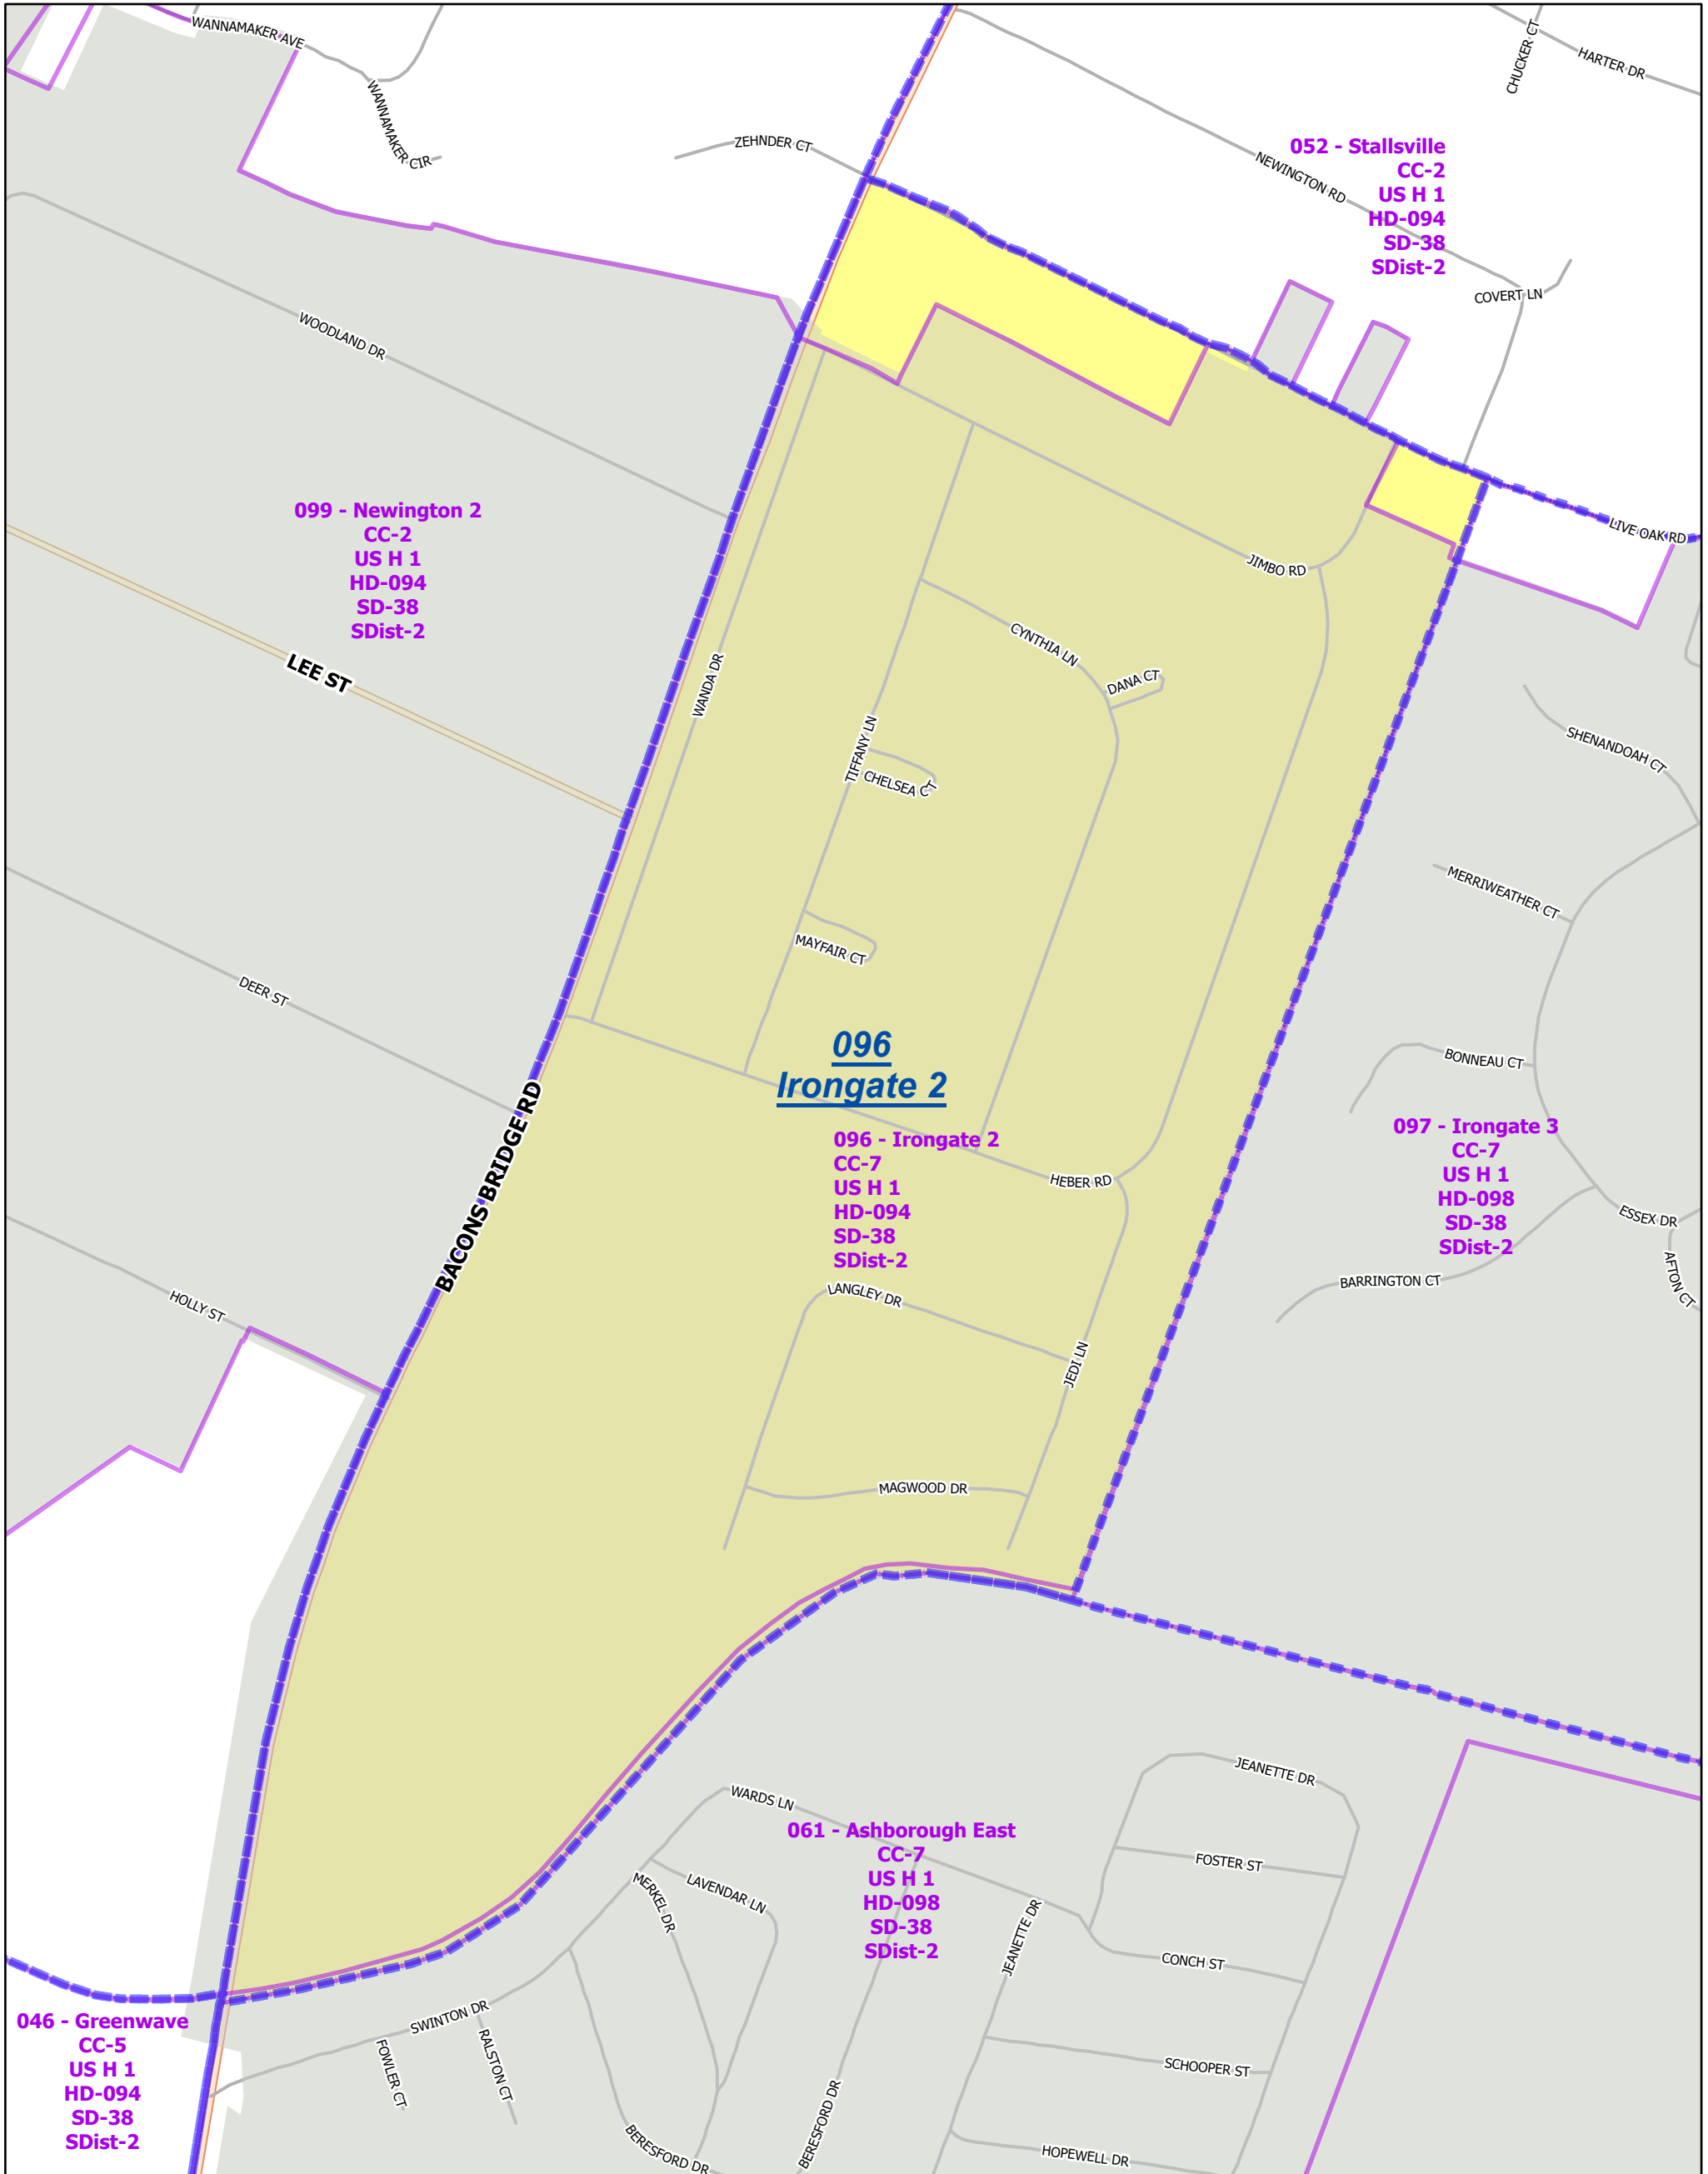 WANNAMAKER AVE
CHUCKER CT
HARTER DR
WANNAMAKER CIR
ZEHNDER CT
NEWINGTON RD
052 - Stallsville
CC-2
US H 1
HD-094
SD-38
SDist-2
COVERT LN
WOODLAND DR
099 - Newington 2
CC-2
US H 1
HD-094
SD-38
SDist-2
LIVE OAK RD
JIMBO RD
LEE ST
WANDA DR
CYNTHIA LN
DANA CT
TIFFANY LN
CHELSEA CT
SHENANDOAH CT
MERRIWEATHER CT
MAYFAIR CT
DEER ST
096
Irongate 2
BONNEAU CT
096 - Irongate 2
CC-7
US H 1
HD-094
SD-38
SDist-2
097 - Irongate 3
CC-7
US H 1
HD-098
SD-38
SDist-2
BACONS BRIDGE RD
HEBER RD
ESSEX DR
AFTON CT
BARRINGTON CT
HOLLY ST
LANGLEY DR
JEDI LN
MAGWOOD DR
JEANETTE DR
WARDS LN
061 - Ashborough East
CC-7
US H 1
HD-098
SD-38
SDist-2
FOSTER ST
MERKEL DR
LAVENDAR LN
JEANETTE DR
CONCH ST
046 - Greenwave
CC-5
US H 1
HD-094
SD-38
SDist-2
SWINTON DR
FOWLER CT
RALSTON CT
SCHOOPER ST
BERESFORD DR
BERESFORD DR
HOPEWELL DR